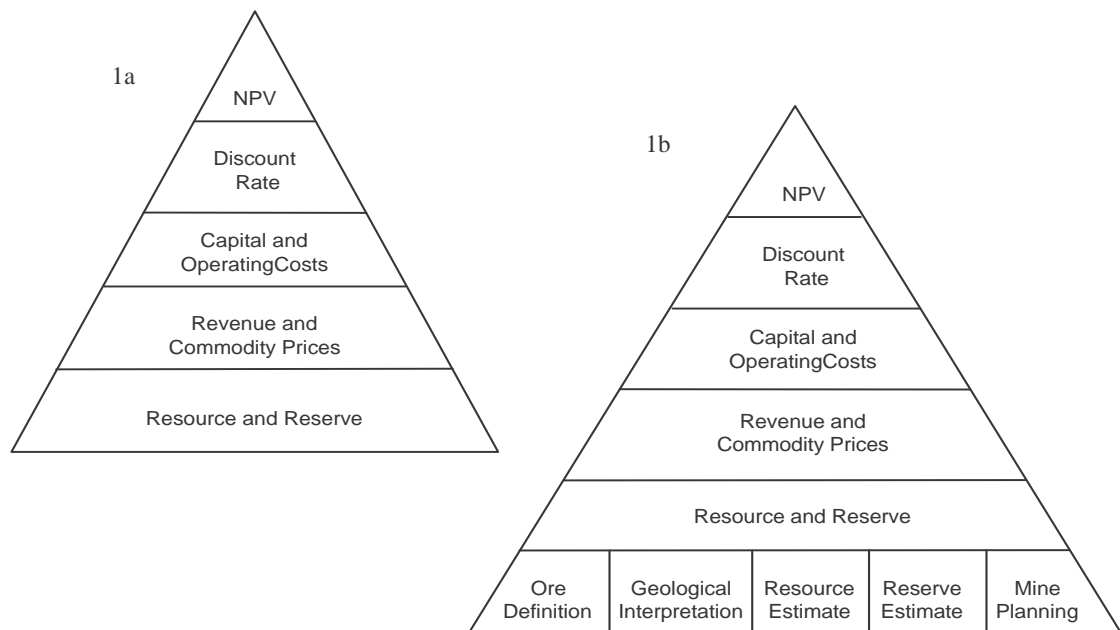 1a
NPV
Discount
Rate
Capital and
OperatingCosts
Revenue and
Commodity Prices
Resource and Reserve
1b
NPV
Discount
Rate
Capital and
OperatingCosts
Revenue and
Commodity Prices
Resource and Reserve
Ore
Definition
Geological
Interpretation
Resource
Estimate
Reserve
Estimate
Mine
Planning